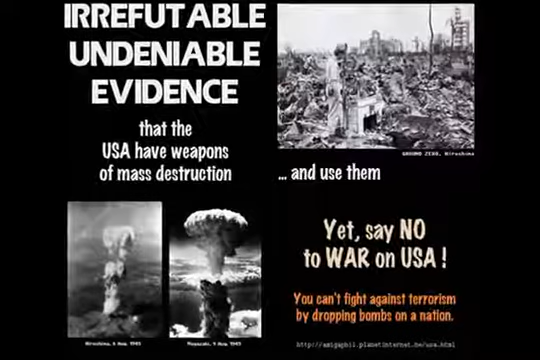 IRREFUTABLE
UNDENIABLE
EVIDENCE
that the
USA have weapons
of mass destruction
GROUND ZERO, Hiroshima
... and use them
Hiroshima, 6 Aug 1945
Nagasaki, 9 Aug 1945
Yet, say NO
to WAR on USA !
You can't fight against terrorism
by dropping bombs on a nation.
http://amigaphil.planetinternet.be/usa.html